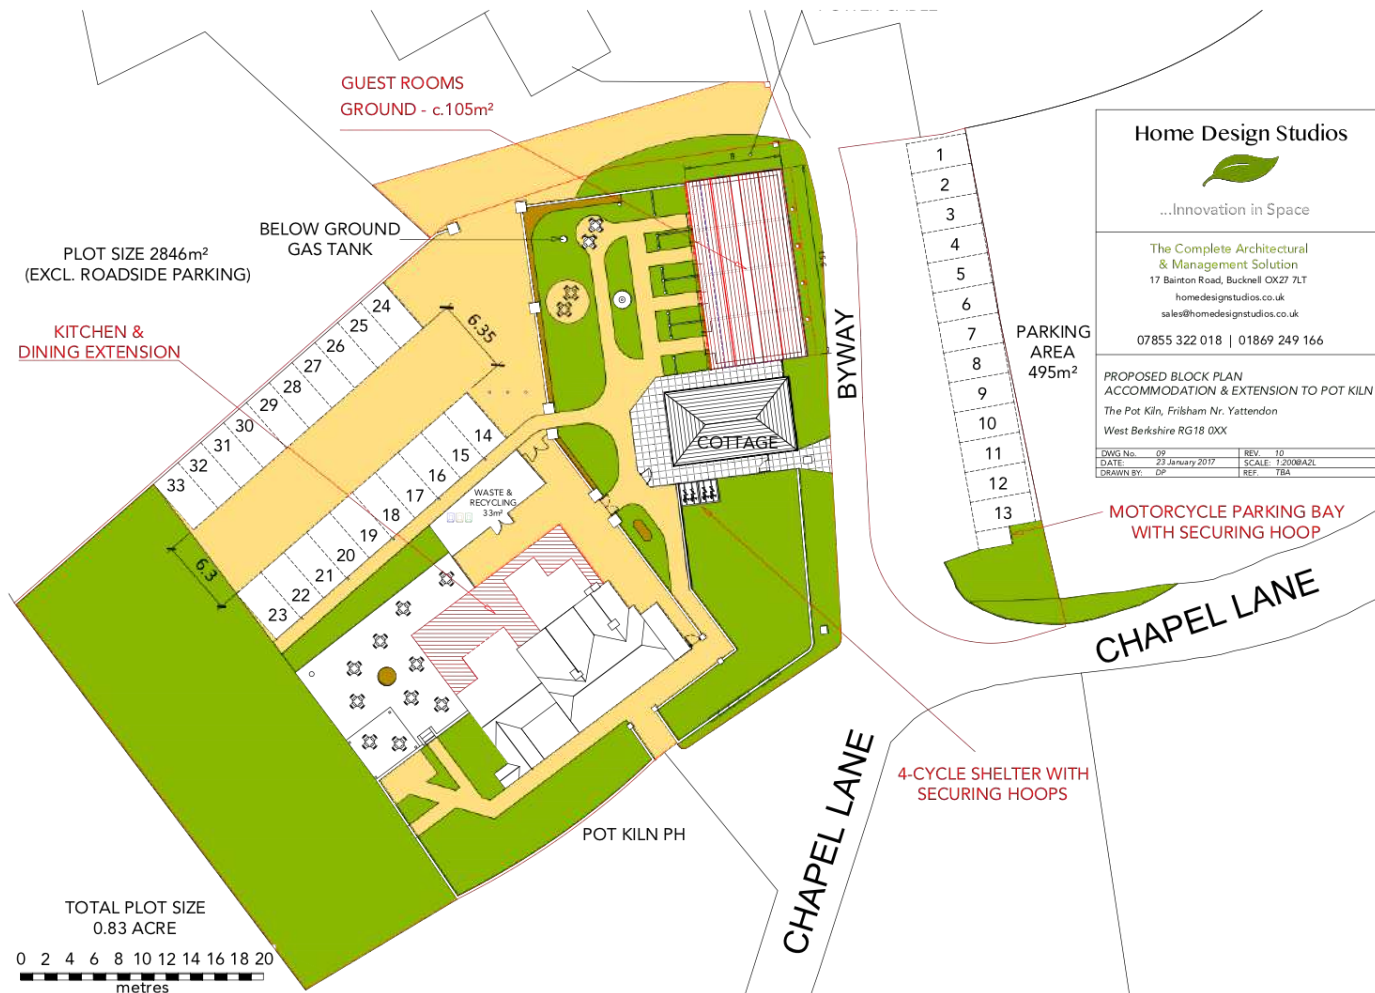 GUEST ROOMS
GROUND - c.105m²
BELOW GROUND
GAS TANK
PLOT SIZE 2846m²
(EXCL. ROADSIDE PARKING)
KITCHEN &
DINING EXTENSION
24
25
26
27
28
29
30
31
32
33
6.35
14
15
16
17
18
19
20
21
22
23
6.3
WASTE &
RECYCLING
33m²
COTTAGE
BYWAY
1
2
3
4
5
6
7
8
9
10
11
12
13
PARKING
AREA
495m²
Home Design Studios
...Innovation in Space
The Complete Architectural
& Management Solution
17 Bainton Road, Bucknell OX27 7LT
homedesignstudios.co.uk
sales@homedesignstudios.co.uk
07855 322 018 | 01869 249 166
PROPOSED BLOCK PLAN
ACCOMMODATION & EXTENSION TO POT KILN
The Pot Kiln, Frilsham Nr. Yattendon
West Berkshire RG18 0XX
DWG No. 09 REV. 10
DATE: 23 January 2017 SCALE: 1:200@A2L
DRAWN BY: DP REF. TBA
MOTORCYCLE PARKING BAY
WITH SECURING HOOP
CHAPEL LANE
CHAPEL LANE
4-CYCLE SHELTER WITH
SECURING HOOPS
POT KILN PH
TOTAL PLOT SIZE
0.83 ACRE
0 2 4 6 8 10 12 14 16 18 20
metres